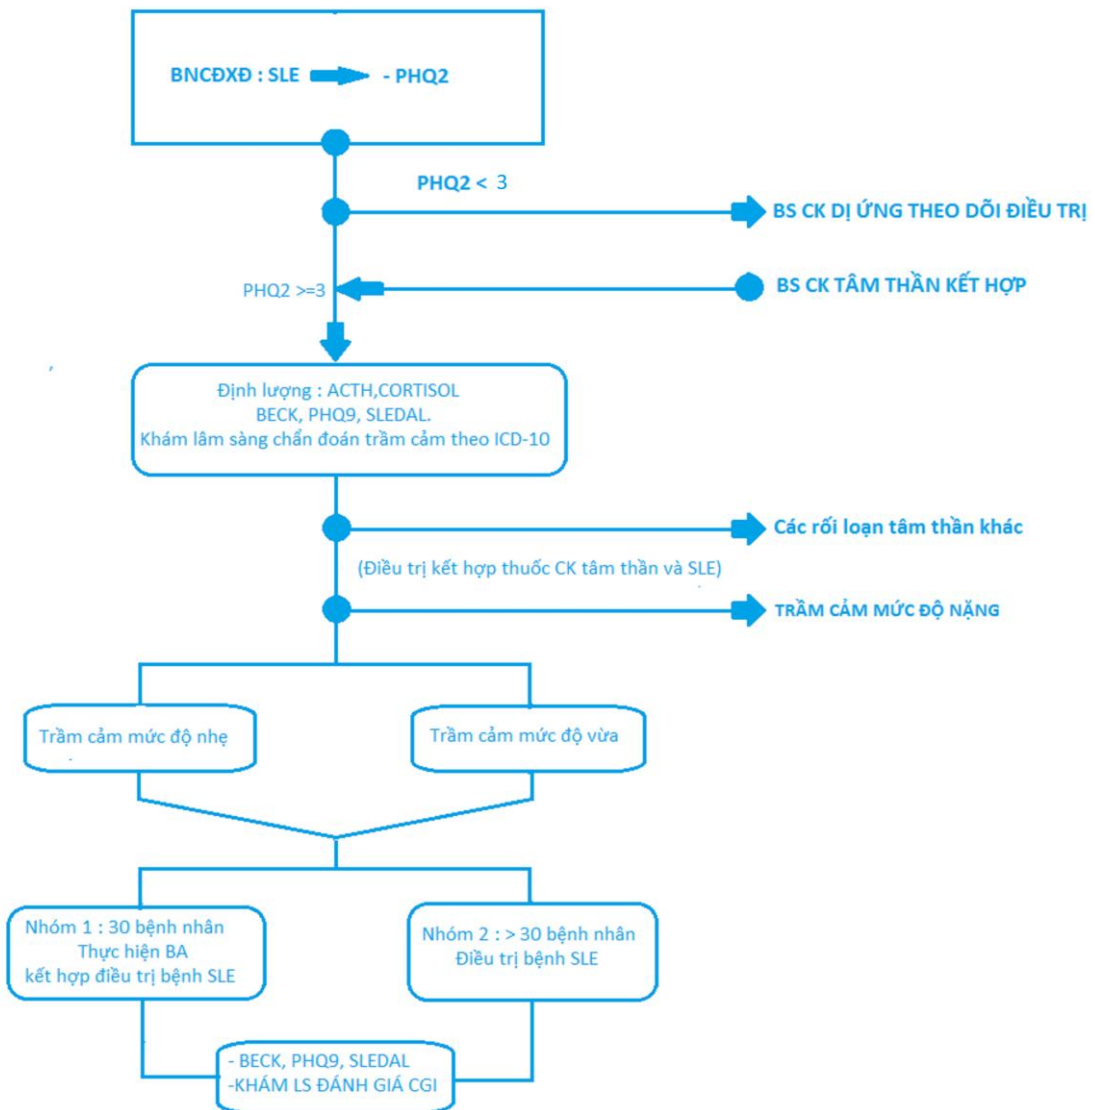 BNCĐXĐ : SLE - PHQ2
PHQ2 < 3
BS CK DỊ ỨNG THEO DÕI ĐIỀU TRỊ
PHQ2 >=3
BS CK TÂM THẦN KẾT HỢP
Định lượng : ACTH,CORTISOL
BECK, PHQ9, SLEDAL.
Khám lâm sàng chẩn đoán trầm cảm theo ICD-10
Các rối loạn tâm thần khác
(Điều trị kết hợp thuốc CK tâm thần và SLE)
TRẦM CẢM MỨC ĐỘ NẶNG
Trầm cảm mức độ nhẹ
Trầm cảm mức độ vừa
Nhóm 1 : 30 bệnh nhân
Thực hiện BA
kết hợp điều trị bệnh SLE
Nhóm 2 : > 30 bệnh nhân
Điều trị bệnh SLE
- BECK, PHQ9, SLEDAL
-KHÁM LS ĐÁNH GIÁ CGI